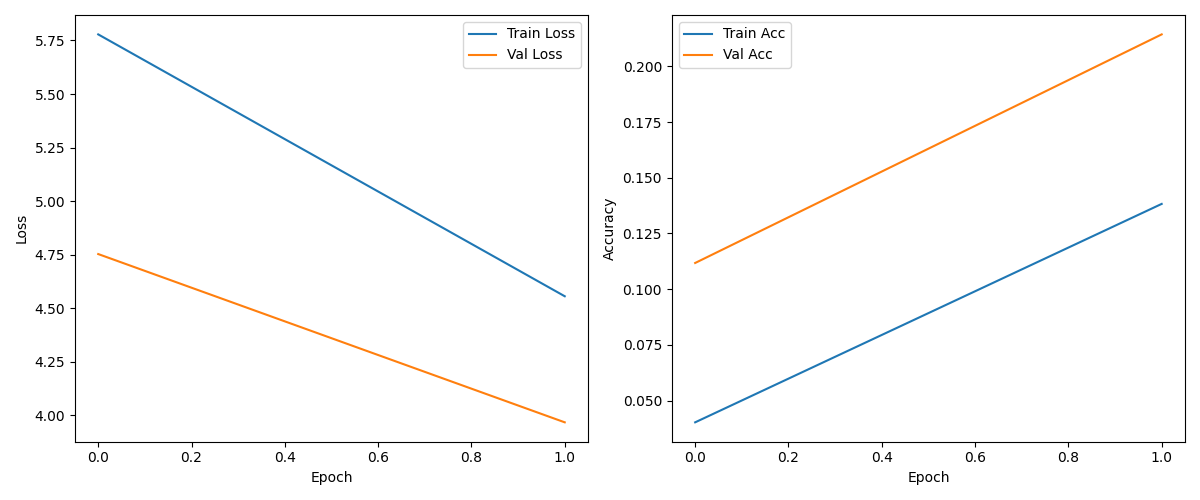 Train Loss
Val Loss
5.75
5.50
5.25
5.00
4.75
4.50
4.25
4.00
Loss
0.0 0.2 0.4 0.6 0.8 1.0
Epoch
Train Acc
Val Acc
0.200
0.175
0.150
0.125
0.100
0.075
0.050
Accuracy
0.0 0.2 0.4 0.6 0.8 1.0
Epoch